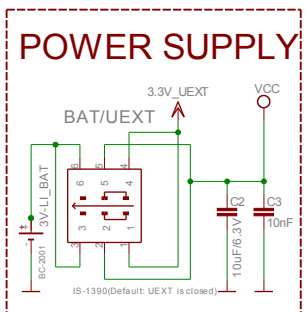 POWER SUPPLY
3.3V_UEXT
VCC
BAT/UEXT
6 5 4
6 5 4
3 2 1
3 2 1
3V-LI_BAT
+
-
BC-2001
C2
10uF/6.3V
C3
10nF
IS-1390(Default: UEXT is closed)